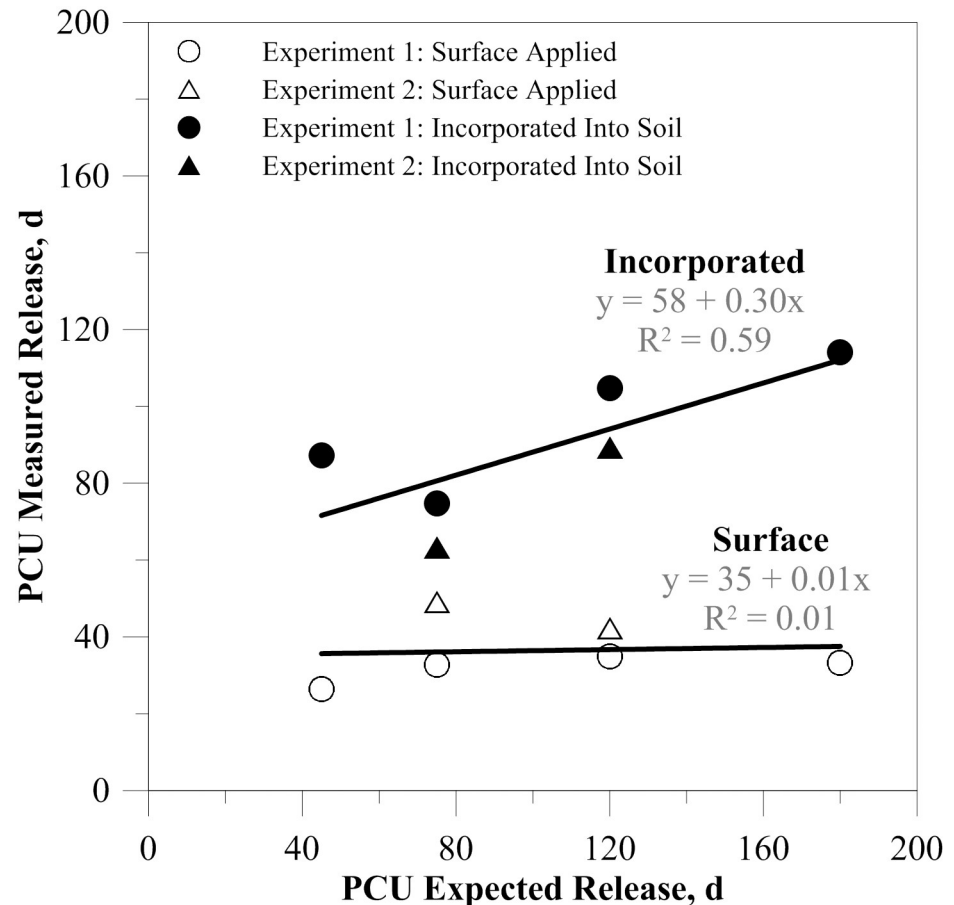 200
Experiment 1: Surface Applied
Experiment 2: Surface Applied
Experiment 1: Incorporated Into Soil
160
Experiment 2: Incorporated Into Soil
PCU Measured Release, d
Incorporated
y = 58 + 0.30x
R² = 0.59
120
80
Surface
y = 35 + 0.01x
R² = 0.01
40
0
0 40 80 120 160 200
PCU Expected Release, d